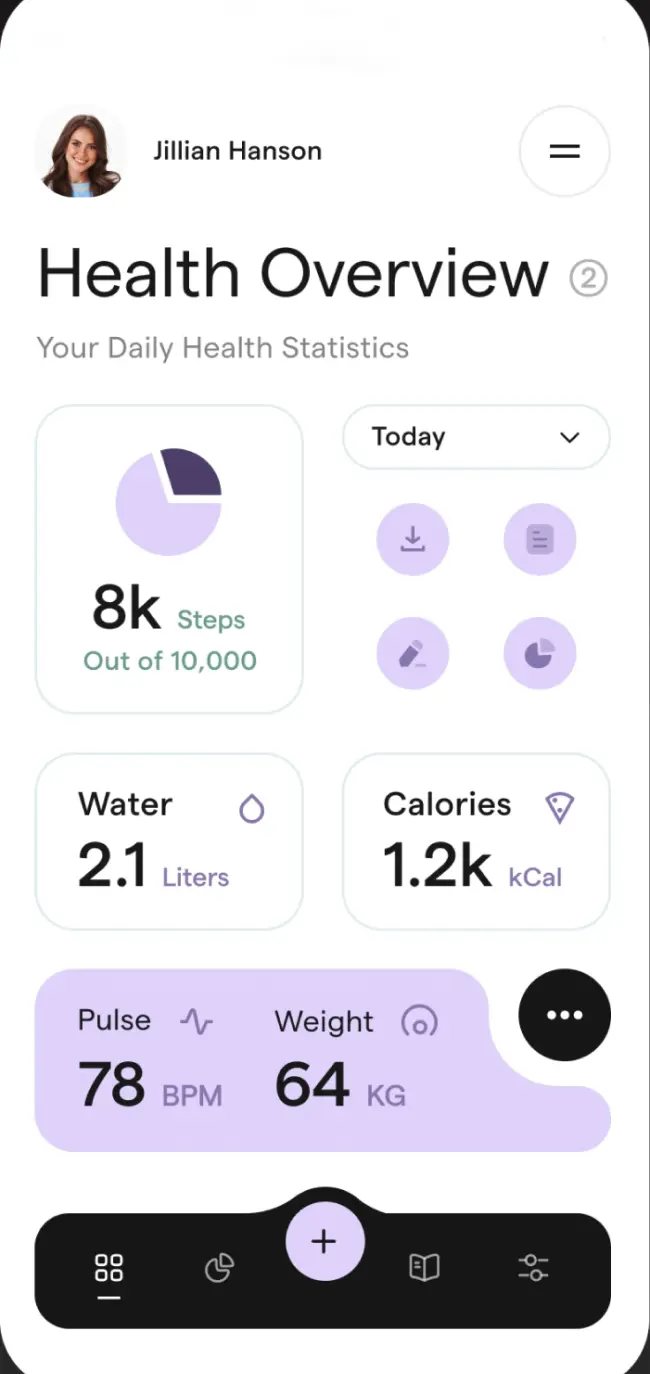 Jillian Hanson
Health Overview 2
Your Daily Health Statistics
Today
8k Steps
Out of 10,000
Water
2.1 Liters
Calories
1.2k kCal
Pulse
78 BPM
Weight
64 KG